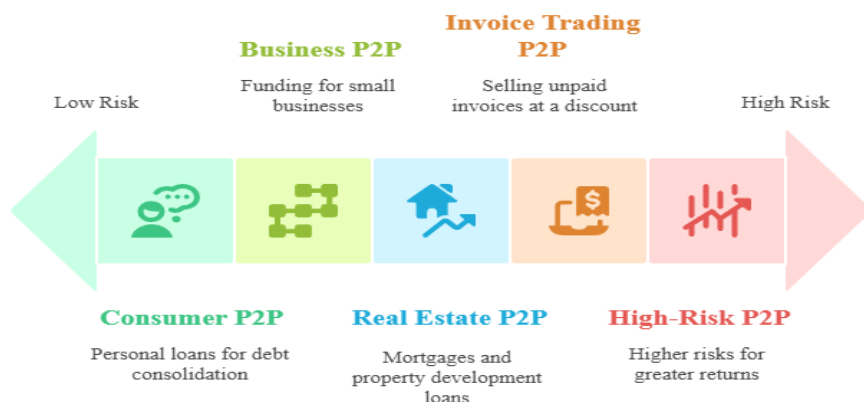 Invoice Trading
P2P
Business P2P
Funding for small
businesses
Selling unpaid
invoices at a discount
Low Risk
High Risk
$
Consumer P2P
Personal loans for debt
consolidation
Real Estate P2P
Mortgages and
property development
loans
High-Risk P2P
Higher risks for
greater returns